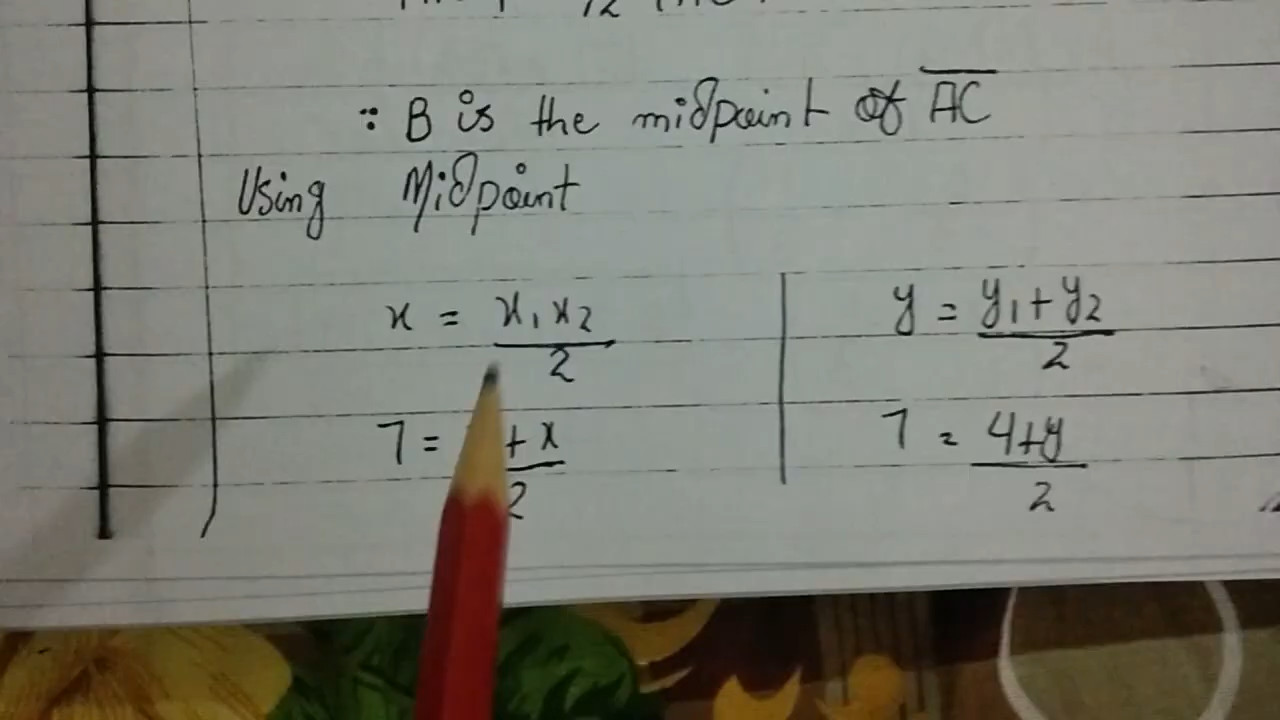 ∵ B is the midpoint of AC
Using Midpoint
x = x₁ x₂ / 2
y = y₁ + y₂ / 2
7 = + x / 2
7 = 4+y / 2